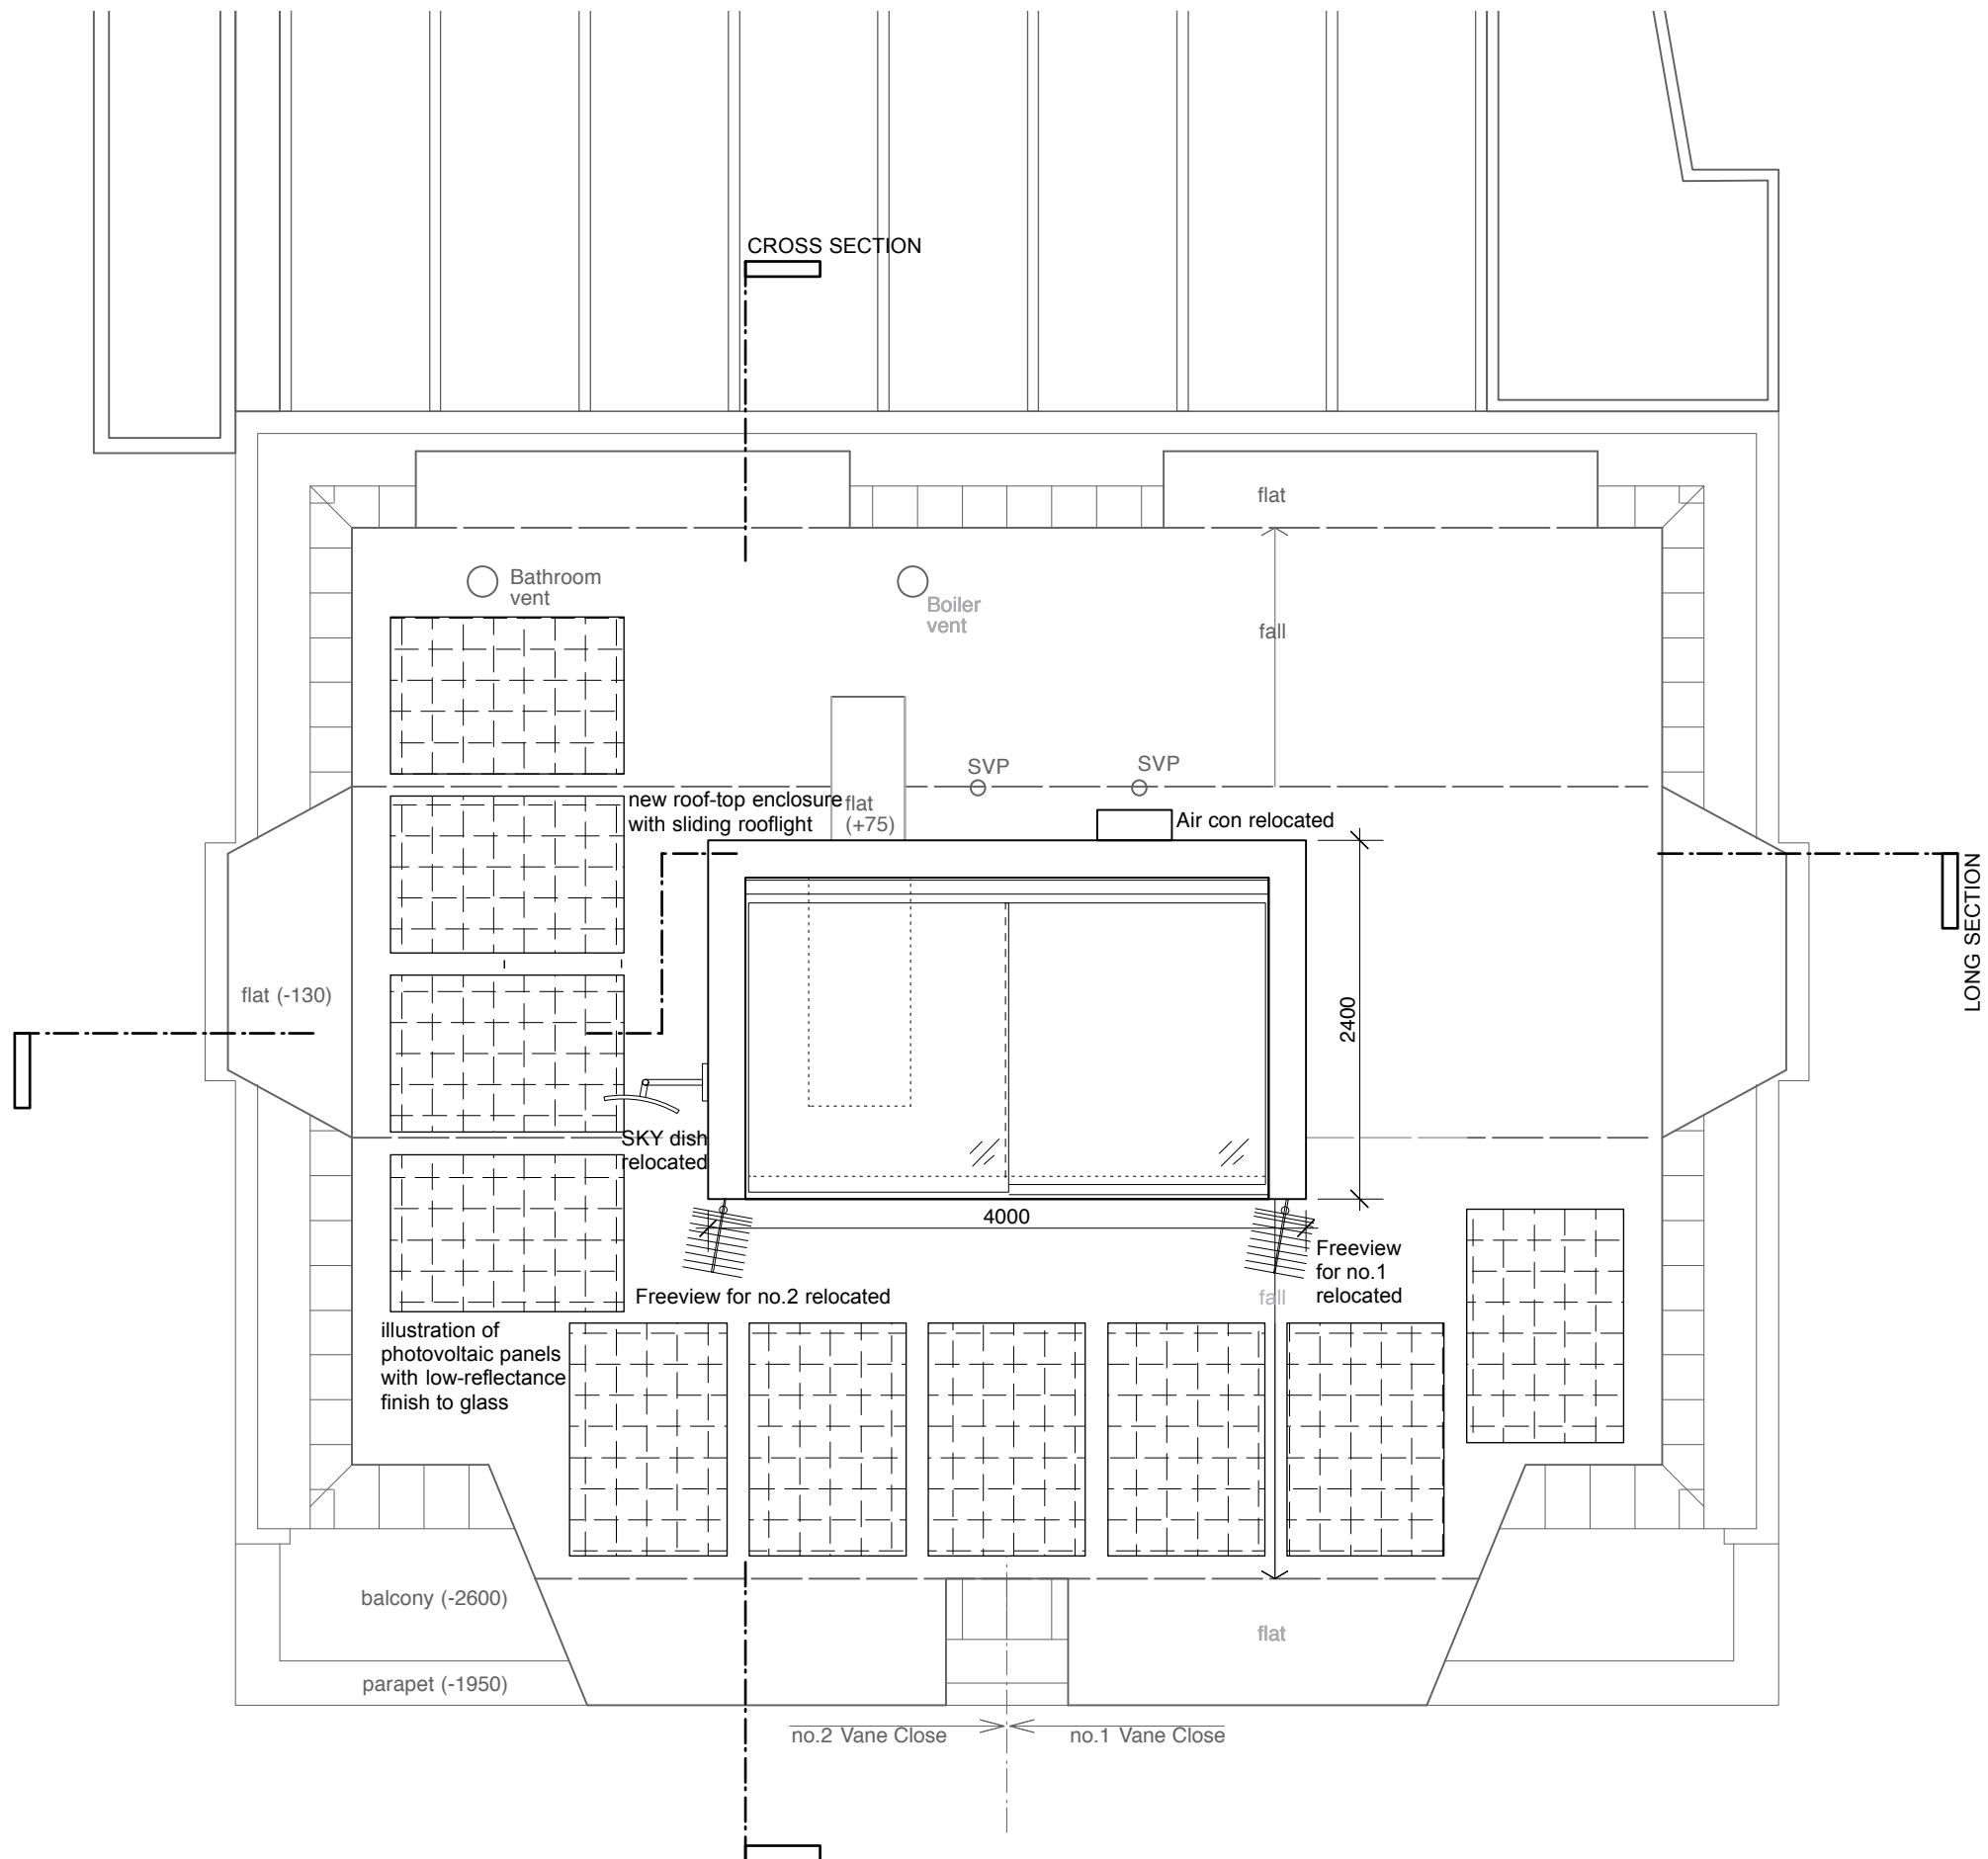 CROSS SECTION
flat
Bathroom
vent
Boiler
vent
fall
SVP
SVP
new roof-top enclosure
with sliding rooflight
flat
(+75)
Air con relocated
LONG SECTION
flat (-130)
2400
SKY dish
relocated
4000
Freeview
for no.1
relocated
Freeview for no.2 relocated
fall
illustration of
photovoltaic panels
with low-reflectance
finish to glass
balcony (-2600)
flat
parapet (-1950)
no.2 Vane Close
no.1 Vane Close